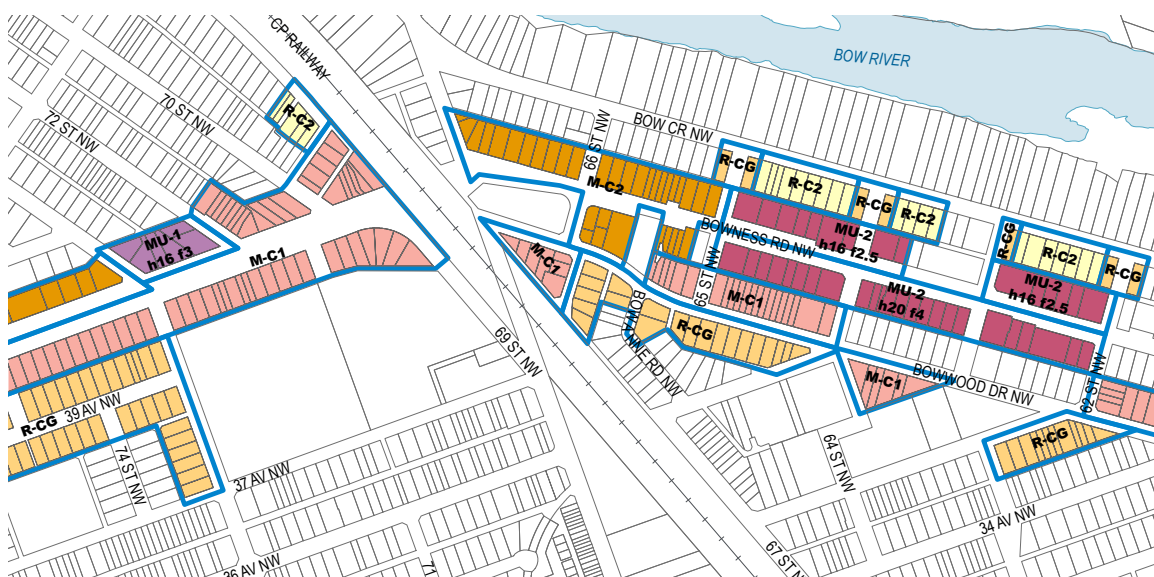 CP RAILWAY
BOW RIVER
70 ST NW
72 ST NW
R-C2
66 ST NW
BOW CR NW
R-CG
R-C2
R-CG
R-C2
M-C2
MU-1
h16 f3
M-C1
BOWNESS RD NW
MU-2
h16 f2.5
R-CG
R-C2
R-CG
M-C1
65 ST NW
M-C1
MU-2
h20 f4
MU-2
h16 f2.5
BOWANNE RD NW
R-CG
69 ST NW
M-C1
BOWWOOD DR NW
62 ST NW
39 AV NW
R-CG
74 ST NW
37 AV NW
64 ST NW
R-CG
34 AV NW
36 AV NW
71
67 ST NW